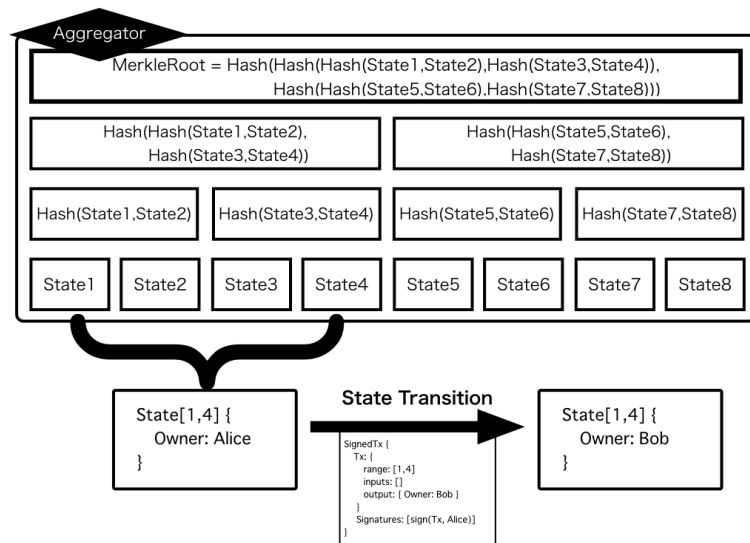 Aggregator
MerkleRoot = Hash(Hash(Hash(State1,State2),Hash(State3,State4)),
Hash(Hash(State5,State6),Hash(State7,State8)))
Hash(Hash(State1,State2),
Hash(State3,State4))
Hash(Hash(State5,State6),
Hash(State7,State8))
Hash(State1,State2)
Hash(State3,State4)
Hash(State5,State6)
Hash(State7,State8)
State1
State2
State3
State4
State5
State6
State7
State8
State[1,4] {
Owner: Alice
}
State Transition
SignedTx {
Tx: {
range: [1,4]
inputs: []
output: { Owner: Bob }
}
Signatures: [sign(Tx, Alice)]
}
State[1,4] {
Owner: Bob
}